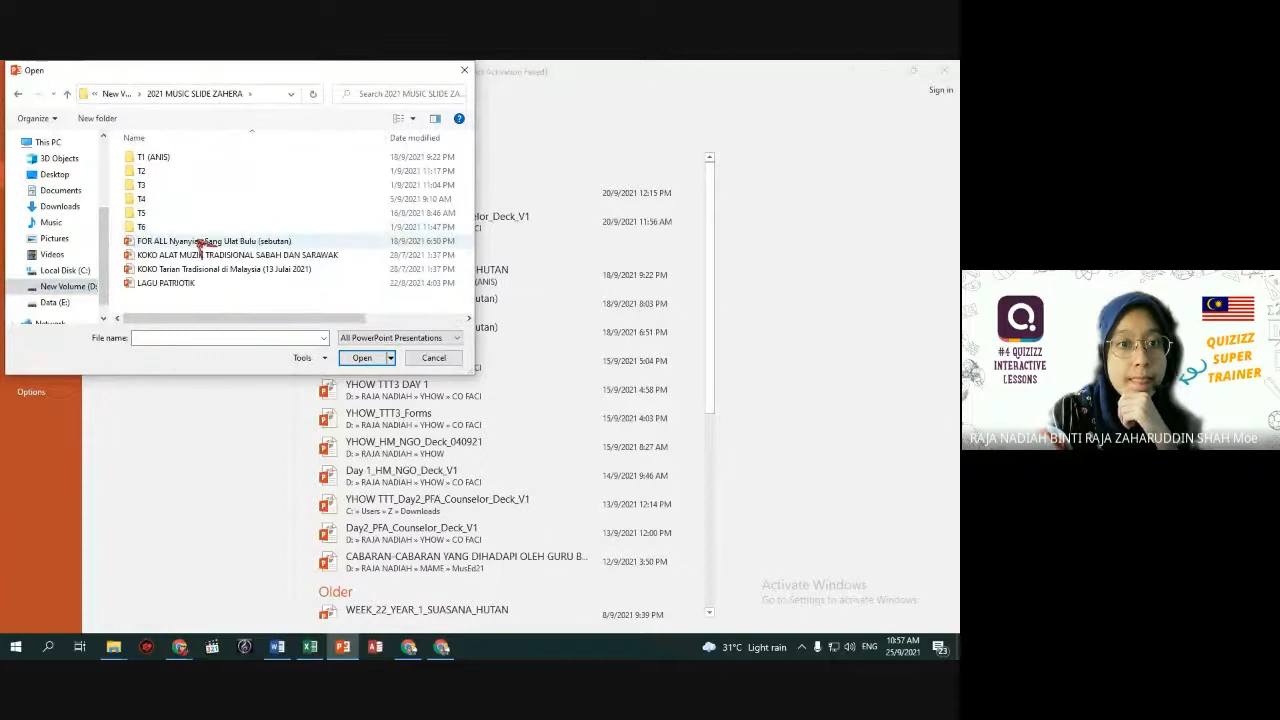 Open
ct Activation Failed)
Sign in
« New V... › 2021 MUSIC SLIDE ZAHERA ›
Search 2021 MUSIC SLIDE ZA...
Organize
New folder
Name
Date modified
This PC
3D Objects
Desktop
Documents
Downloads
Music
Pictures
Videos
Local Disk (C:)
New Volume (D:
Data (E:)
T1 (ANIS) 18/9/2021 9:22 PM
T2 1/9/2021 11:17 PM
T3 1/9/2021 11:04 PM
T4 5/9/2021 9:10 AM
T5 16/8/2021 8:46 AM
T6 1/9/2021 11:47 PM
FOR ALL Nyanyian Sang Ulat Bulu (sebutan) 18/9/2021 6:50 PM
KOKO ALAT MUZIK TRADISIONAL SABAH DAN SARAWAK 28/7/2021 1:37 PM
KOKO Tarian Tradisional di Malaysia (13 Julai 2021) 28/7/2021 1:37 PM
LAGU PATRIOTIK 22/8/2021 4:03 PM
File name:
All PowerPoint Presentations
Tools
Open
Cancel
Options
20/9/2021 12:15 PM
elor_Deck_V1 20/9/2021 11:56 AM
CI
HUTAN 18/9/2021 9:22 PM
(ANIS)
utan) 18/9/2021 8:03 PM
utan) 18/9/2021 6:51 PM
15/9/2021 5:04 PM
CI
YHOW TTT3 DAY 1 15/9/2021 4:58 PM
D: » RAJA NADIAH » YHOW » CO FACI
YHOW_TTT3_Forms 15/9/2021 4:03 PM
D: » RAJA NADIAH » YHOW » CO FACI
YHOW_HM_NGO_Deck_040921 15/9/2021 8:27 AM
D: » RAJA NADIAH » YHOW
Day 1_HM_NGO_Deck_V1 14/9/2021 9:46 AM
D: » RAJA NADIAH » YHOW » CO FACI
YHOW TTT_Day2_PFA_Counselor_Deck_V1 13/9/2021 12:14 PM
C: » Users » Z » Downloads
Day2_PFA_Counselor_Deck_V1 13/9/2021 12:00 PM
D: » RAJA NADIAH » YHOW » CO FACI
CABARAN-CABARAN YANG DIHADAPI OLEH GURU B... 12/9/2021 3:50 PM
D: » RAJA NADIAH » MAME » MusEd21
Older
WEEK_22_YEAR_1_SUASANA_HUTAN 8/9/2021 9:39 PM
Activate Windows
Go to Settings to activate Windows.
31°C Light rain
ENG
10:57 AM
25/9/2021
23
#4 QUIZIZZ
INTERACTIVE
LESSONS
QUIZIZZ
SUPER
TRAINER
RAJA NADIAH BINTI RAJA ZAHARUDDIN SHAH Moe